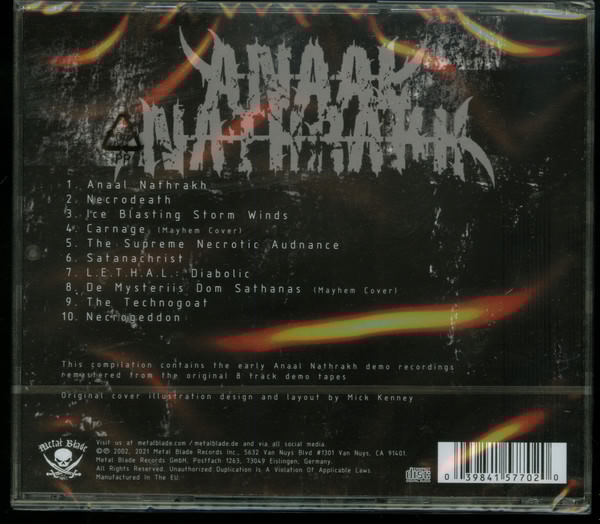 ANAAL
NATHRAKH
PP
1. Anaal Nathrakh
2. Necrodeath
3. Ice Blasting Storm Winds
4. Carnage (Mayhem Cover)
5. The Supreme Necrotic Audnance
6. Satanachrist
7. L.E.T.H.A.L.: Diabolic
8. De Mysteriis Dom Sathanas (Mayhem Cover)
9. The Technogoat
10. Necrogeddon
This compilation contains the early Anaal Nathrakh demo recordings
remastered from the original 8 track demo tapes
Original cover illustration design and layout by Mick Kenney
Metal Blade
Visit us at metalblade.com / metalblade.de and via all social media.
©℗ 2002, 2021 Metal Blade Records Inc., 5632 Van Nuys Blvd #1301 Van Nuys, CA 91401.
Metal Blade Records GmbH, Postfach 1263, 73049 Eislingen, Germany.
All Rights Reserved. Unauthorized Duplication Is A Violation Of Applicable Laws.
Manufactured In The EU.
0 39841 57702 0